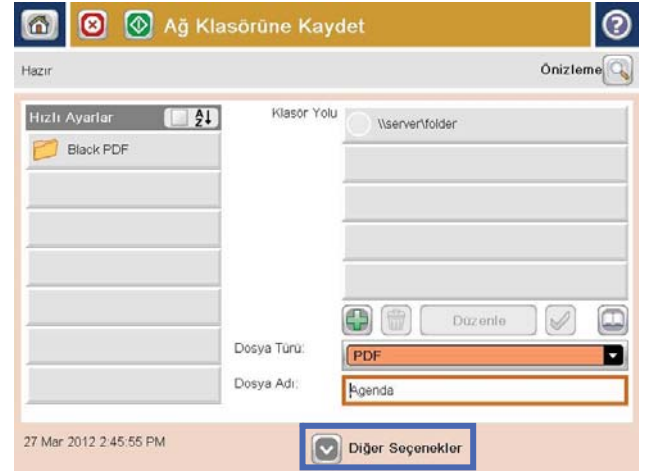 Ağ Klasörüne Kaydet
Hazır
Önizleme
Hızlı Ayarlar
Klasör Yolu
\\server\folder
Black PDF
Düzenle
Dosya Türü:
PDF
Dosya Adı:
Agenda
27 Mar 2012 2:45:55 PM
Diğer Seçenekler